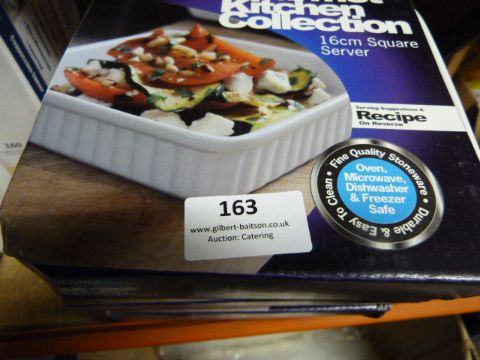 Kitchen
Collection
16cm Square
Server
Serving Suggestions &
Recipe
On Reverse
• Fine Quality Stoneware •
Durable & Easy To Clean
Oven,
Microwave,
Dishwasher
& Freezer
Safe
163
www.gilbert-baitson.co.uk
Auction: Catering